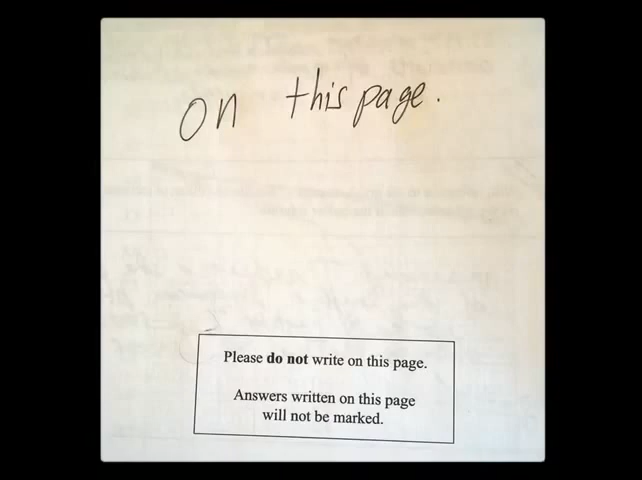 on this page.
Please do not write on this page.
Answers written on this page
will not be marked.